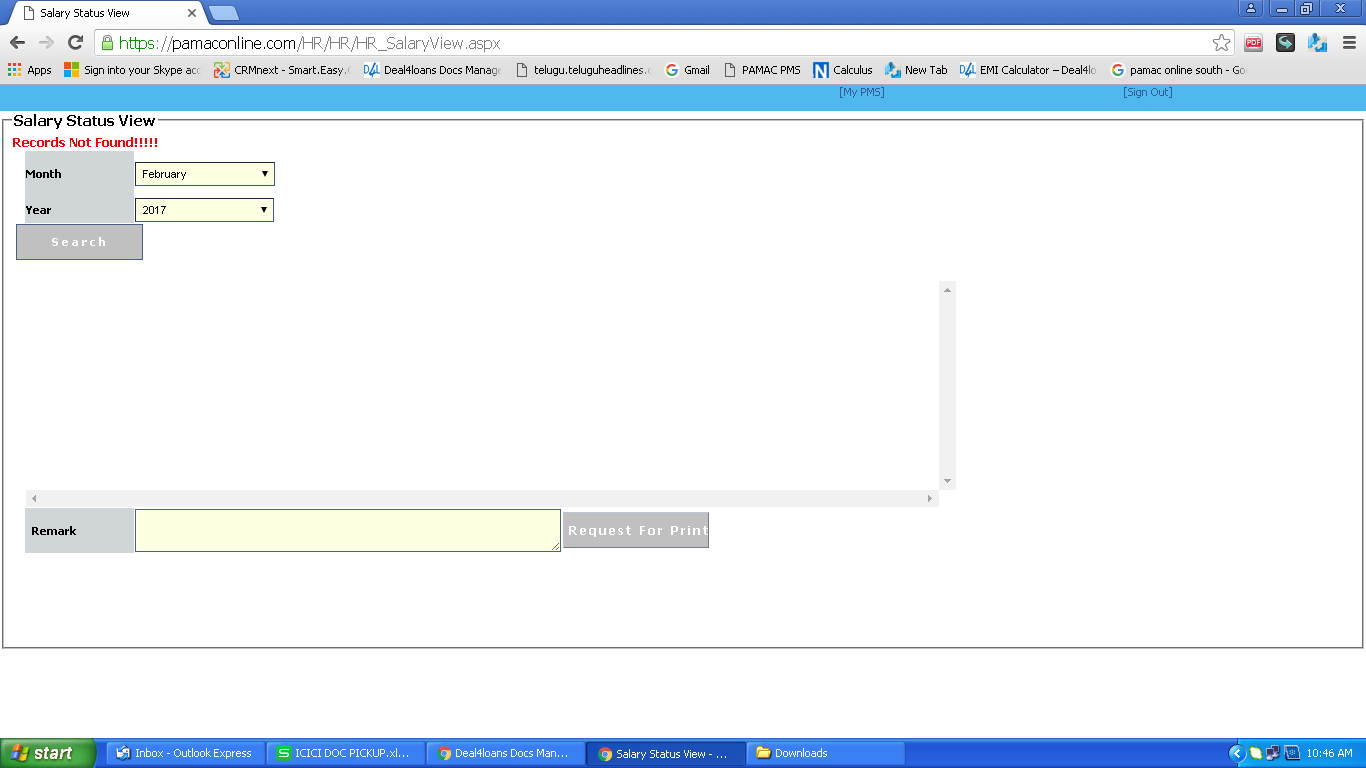 Salary Status View
https://pamaconline.com/HR/HR/HR_SalaryView.aspx
PDF
Apps
Sign into your Skype acc
CRMnext - Smart.Easy.
Deal4loans Docs Manage
telugu.teluguheadlines.
Gmail
PAMAC PMS
Calculus
New Tab
EMI Calculator – Deal4lo
pamac online south - Go
[My PMS]
[Sign Out]
Salary Status View
Records Not Found!!!!!
Month
February
Year
2017
Search
Remark
Request For Print
start
Inbox - Outlook Express
ICICI DOC PICKUP.xl...
Deal4loans Docs Man...
Salary Status View - ...
Downloads
10:46 AM